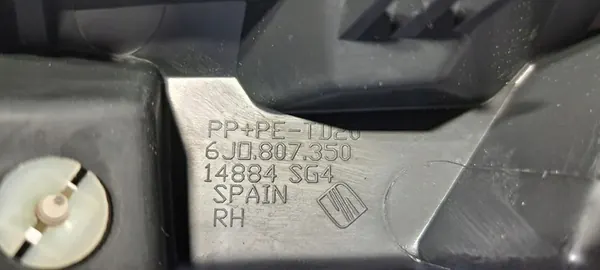 PP+PE-TD20
6J0.807.350
14884 SG4
SPAIN
RH